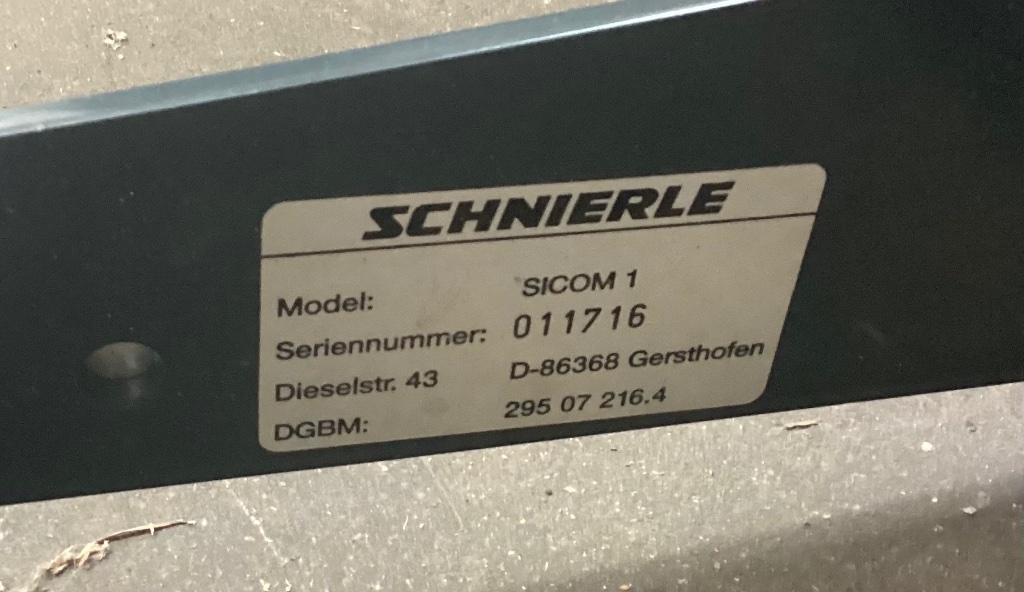 SCHNIERLE
Model: SICOM 1
Seriennummer: 011716
Dieselstr. 43 D-86368 Gersthofen
DGBM: 295 07 216.4